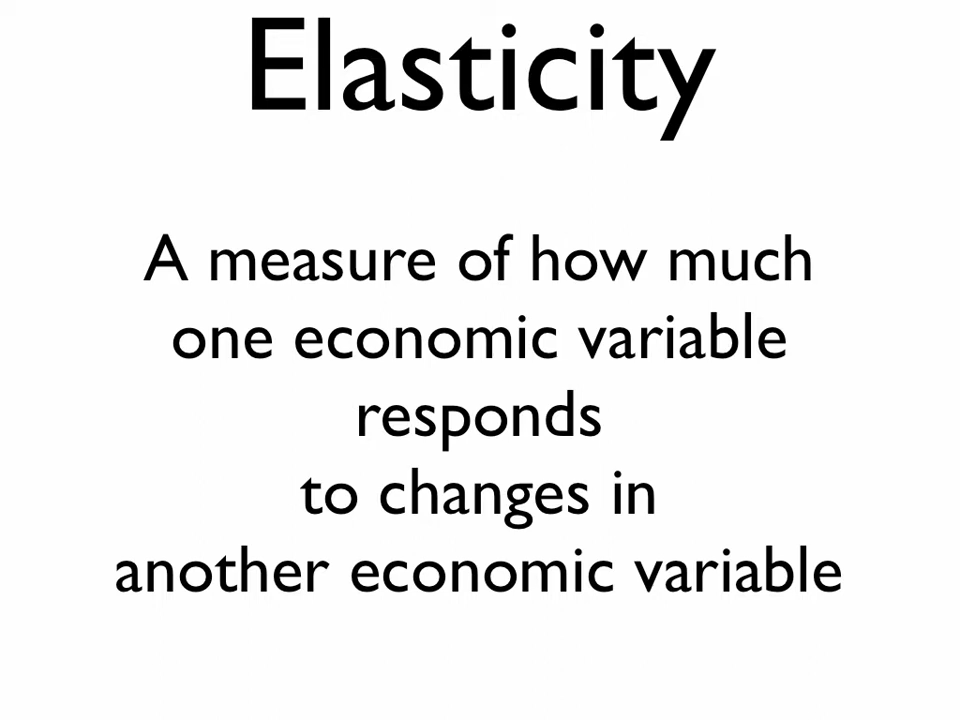 Elasticity
A measure of how much
one economic variable
responds
to changes in
another economic variable